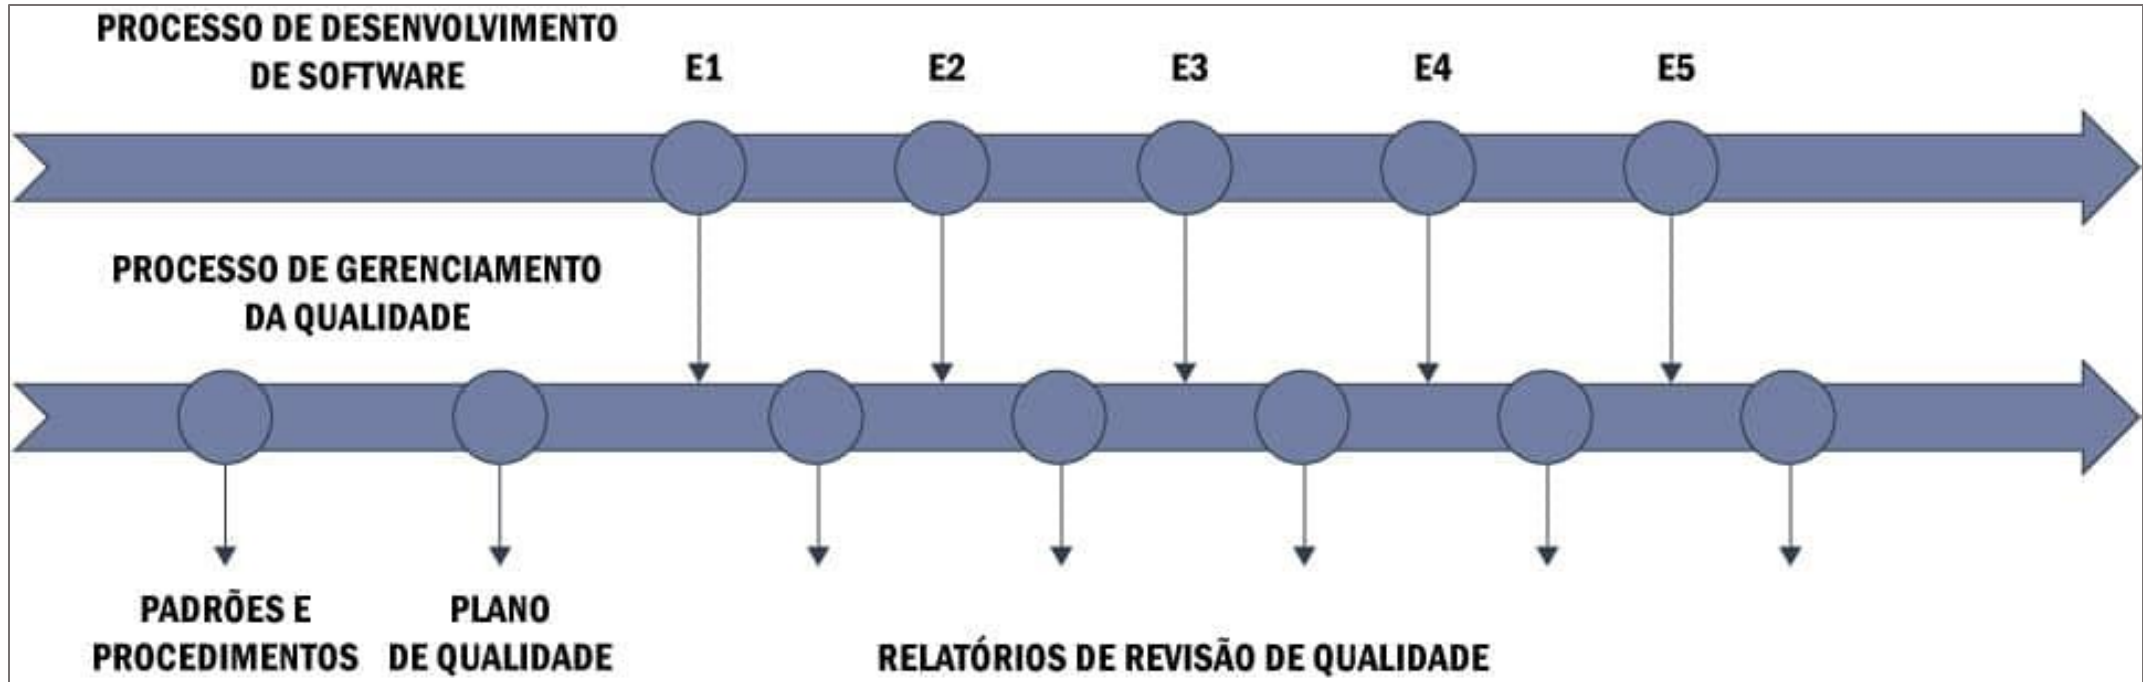 PROCESSO DE DESENVOLVIMENTO
DE SOFTWARE
E1
E2
E3
E4
E5
PROCESSO DE GERENCIAMENTO
DA QUALIDADE
PADRÕES E
PROCEDIMENTOS
PLANO
DE QUALIDADE
RELATÓRIOS DE REVISÃO DE QUALIDADE